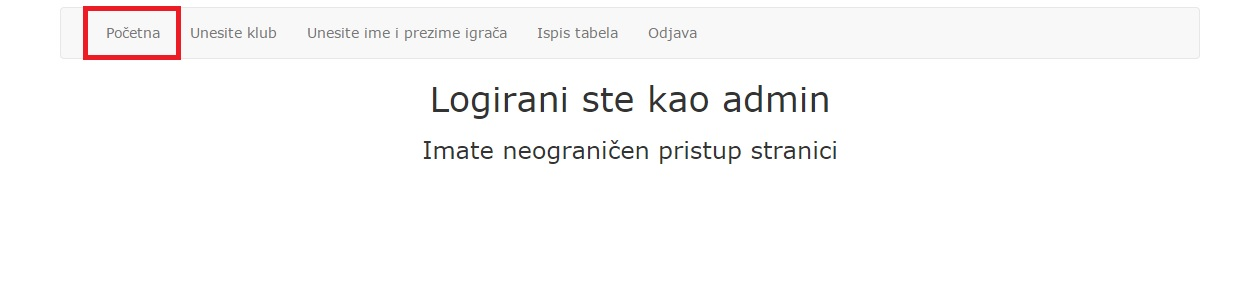 Početna Unesite klub Unesite ime i prezime igrača Ispis tabela Odjava
Logirani ste kao admin
Imate neograničen pristup stranici